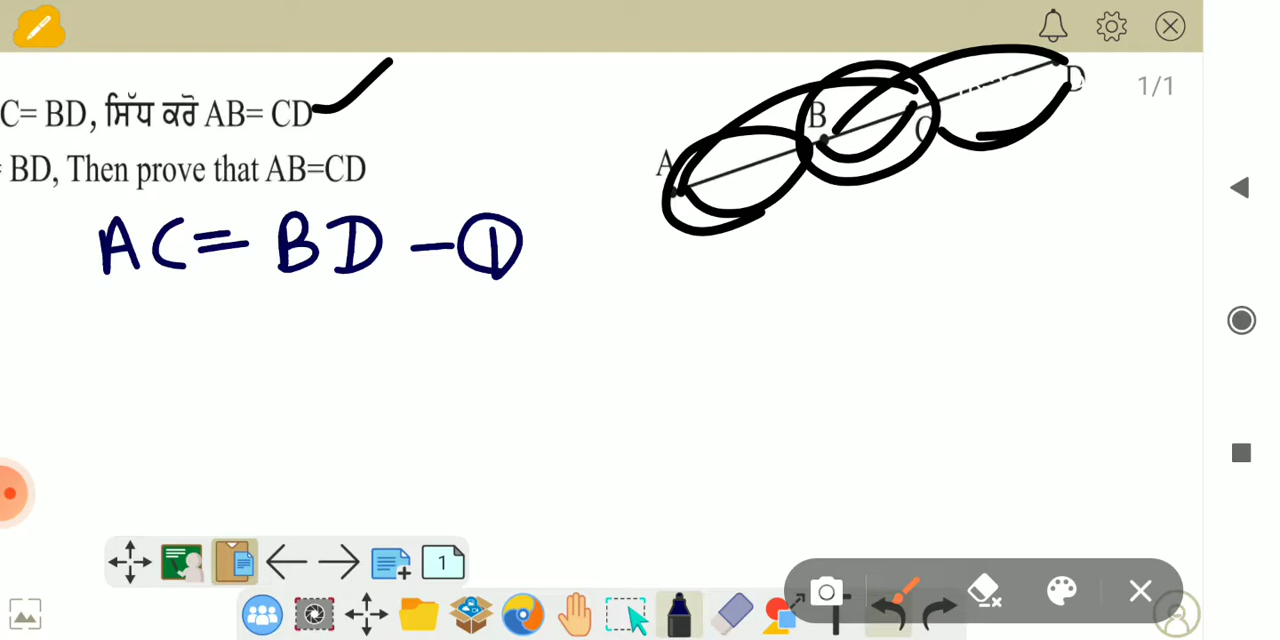 C= BD, ਸਿੱਧ ਕਰੋ AB= CD
= BD, Then prove that AB=CD
AC= BD -①
A
B
C
D
1/1
1